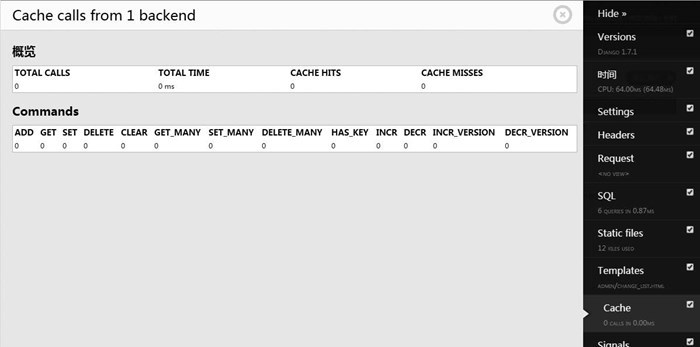 Cache calls from 1 backend
概览
TOTAL CALLS TOTAL TIME CACHE HITS CACHE MISSES
0 0 ms 0 0
Commands
ADD GET SET DELETE CLEAR GET_MANY SET_MANY DELETE_MANY HAS_KEY INCR DECR INCR_VERSION DECR_VERSION
0 0 0 0 0 0 0 0 0 0 0 0 0
Hide »
Versions
Django 1.7.1
时间
CPU: 64.00ms (64.48ms)
Settings
Headers
Request
<no view>
SQL
6 queries in 0.87ms
Static files
12 files used
Templates
admin/change_list.html
Cache
0 calls in 0.00ms
Signals